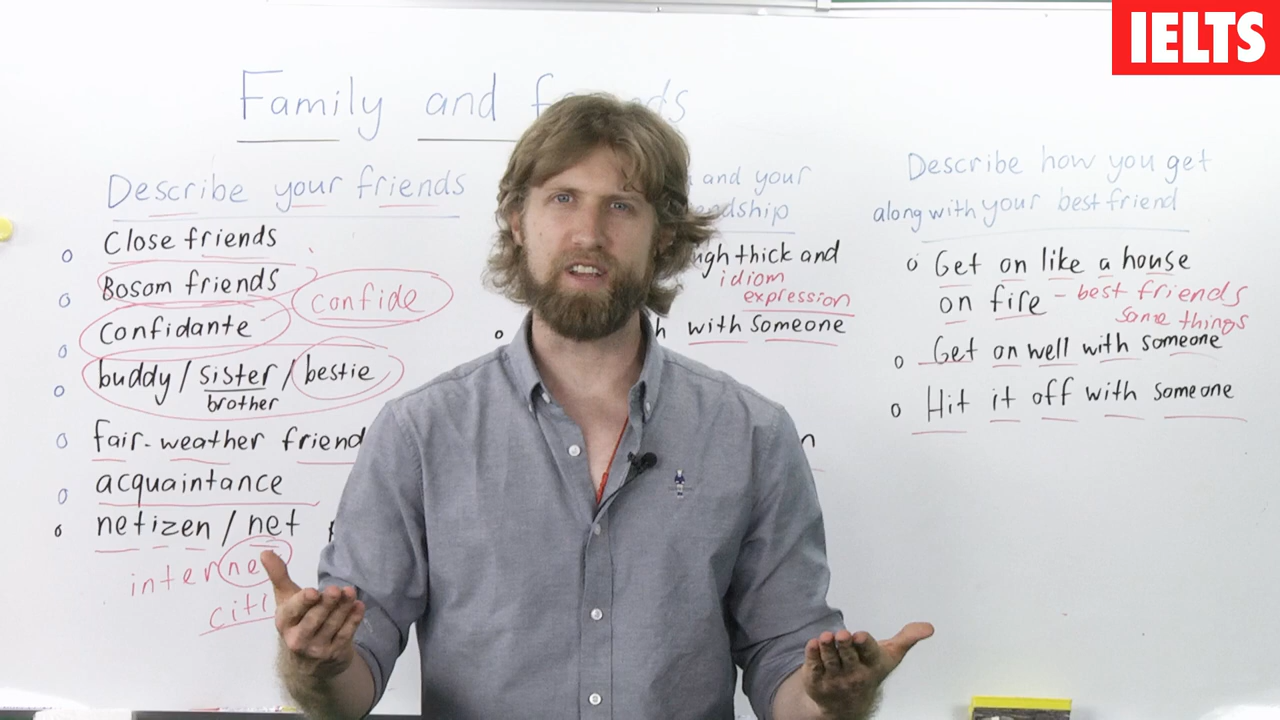 IELTS
Family and
Describe your friends
Close friends
Bosom friends
confide
Confidante
buddy / sister / bestie
brother
fair-weather friend
acquaintance
netizen / net
inter
citi
and your
thick and
idiom
expression
with someone
Describe how you get
along with your best friend
Get on like a house
on fire - best friends
same things
Get on well with someone
Hit it off with someone